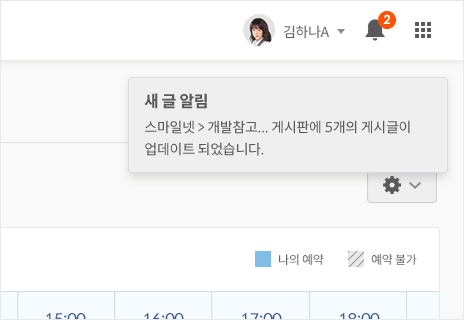 김하나A
2
새 글 알림
스마일넷 > 개발참고... 게시판에 5개의 게시글이
업데이트 되었습니다.
나의 예약
예약 불가
15:00
16:00
17:00
18:00